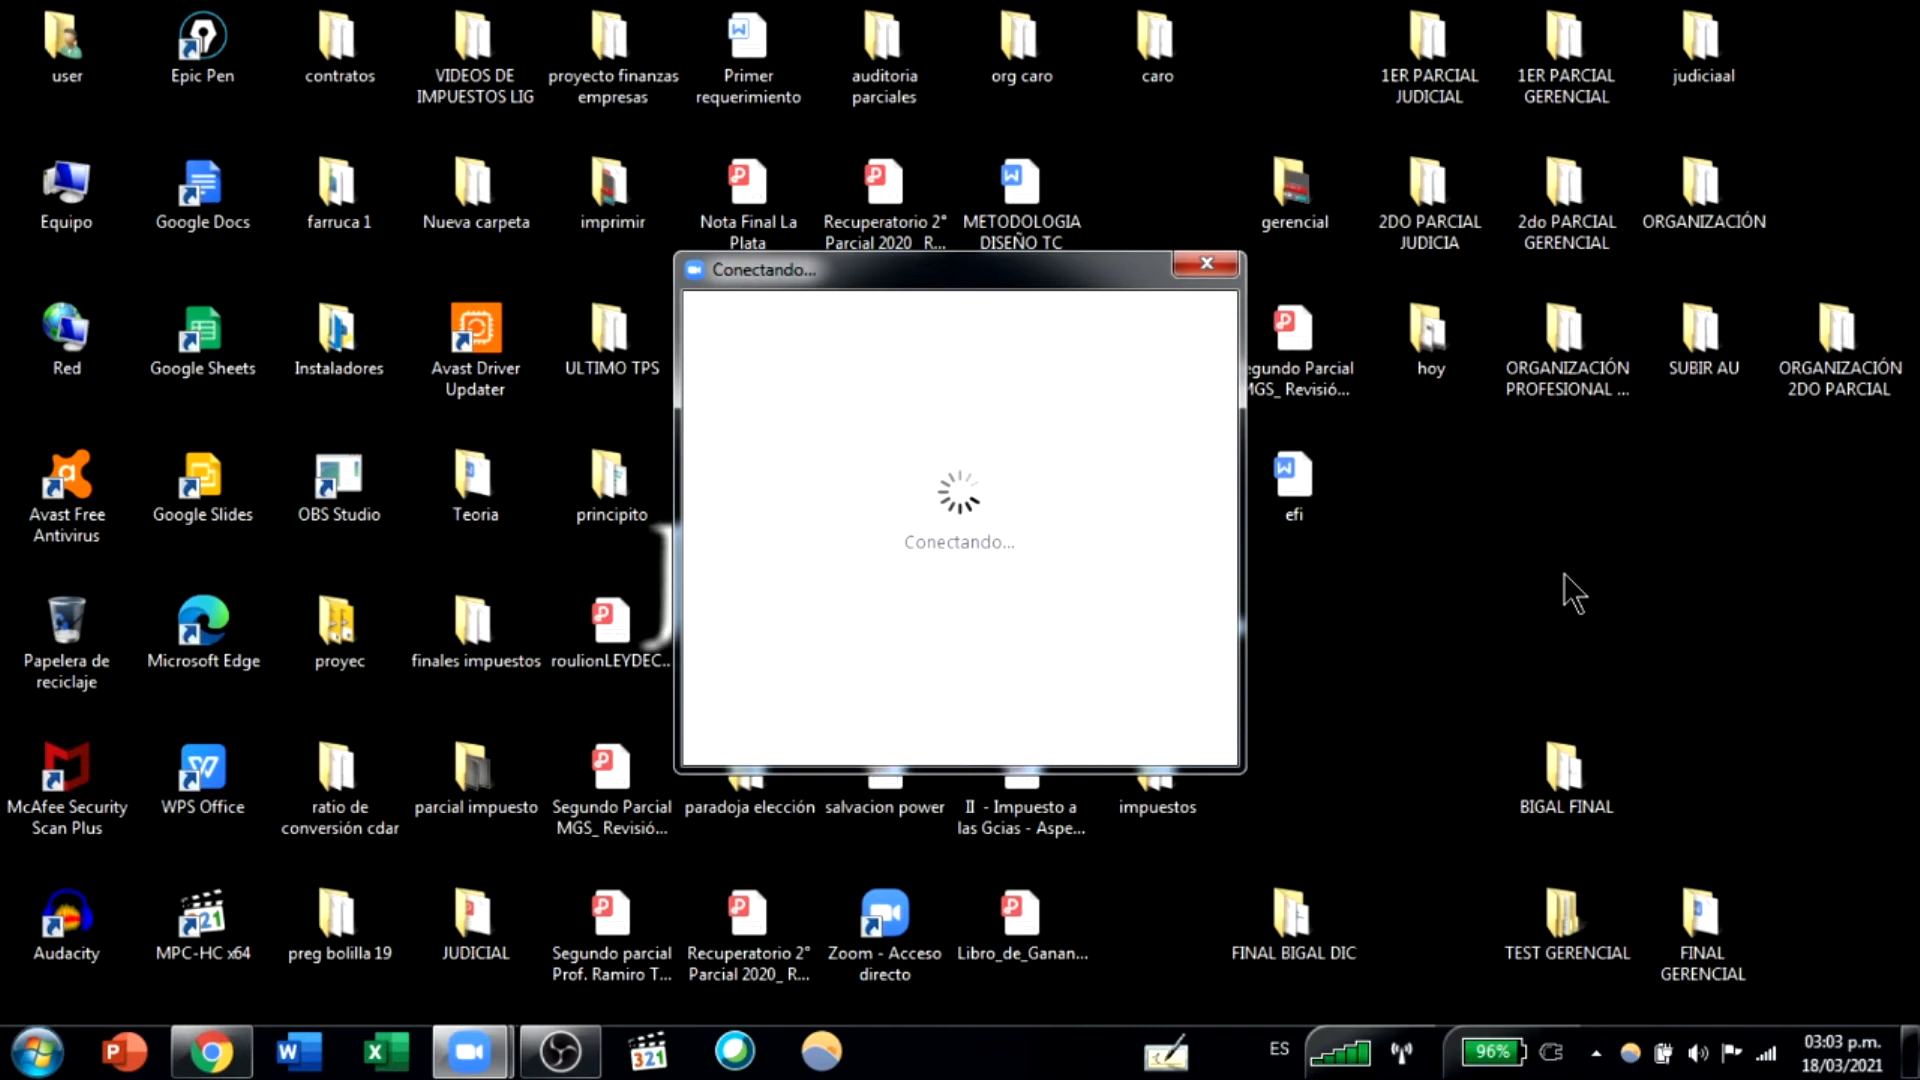 user
Epic Pen
contratos
VIDEOS DE
IMPUESTOS LIG
proyecto finanzas
empresas
Primer
requerimiento
auditoria
parciales
org caro
caro
1ER PARCIAL
JUDICIAL
1ER PARCIAL
GERENCIAL
judiciaal
Equipo
Google Docs
farruca 1
Nueva carpeta
imprimir
Nota Final La
Plata
Recuperatorio 2°
Parcial 2020_ R...
METODOLOGIA
DISEÑO TC
gerencial
2DO PARCIAL
JUDICIA
2do PARCIAL
GERENCIAL
ORGANIZACIÓN
Conectando...
Red
Google Sheets
Instaladores
Avast Driver
Updater
ULTIMO TPS
egundo Parcial
MGS_ Revisió...
hoy
ORGANIZACIÓN
PROFESIONAL ...
SUBIR AU
ORGANIZACIÓN
2DO PARCIAL
Avast Free
Antivirus
Google Slides
OBS Studio
Teoria
principito
Conectando...
efi
Papelera de
reciclaje
Microsoft Edge
proyec
finales impuestos
roulionLEYDEC...
J
McAfee Security
Scan Plus
WPS Office
ratio de
conversión cdar
parcial impuesto
Segundo Parcial
MGS_ Revisió...
paradoja elección
salvacion power
II - Impuesto a
las Gcias - Aspe...
impuestos
BIGAL FINAL
Audacity
MPC-HC x64
preg bolilla 19
JUDICIAL
Segundo parcial
Prof. Ramiro T...
Recuperatorio 2°
Parcial 2020_ R...
Zoom - Acceso
directo
Libro_de_Ganan...
FINAL BIGAL DIC
TEST GERENCIAL
FINAL
GERENCIAL
ES
96%
03:03 p.m.
18/03/2021